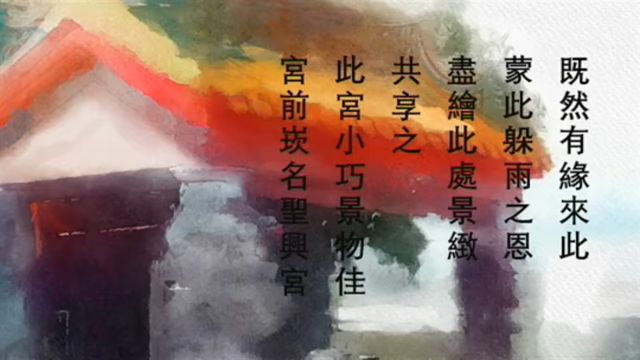 既然有緣來此
蒙此躲雨之恩
盡繪此處景緻
共享之
此宮小巧景物佳
宮前崁名聖興宮